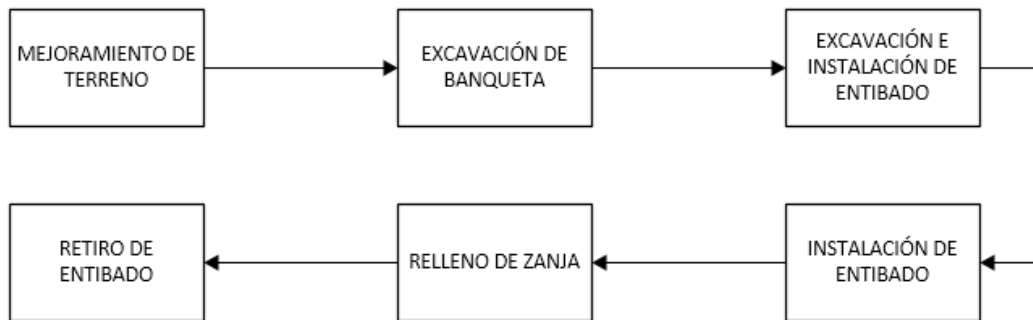 MEJORAMIENTO DE
TERRENO
EXCAVACIÓN DE
BANQUETA
EXCAVACIÓN E
INSTALACIÓN DE
ENTIBADO
INSTALACIÓN DE
ENTIBADO
RELLENO DE ZANJA
RETIRO DE
ENTIBADO